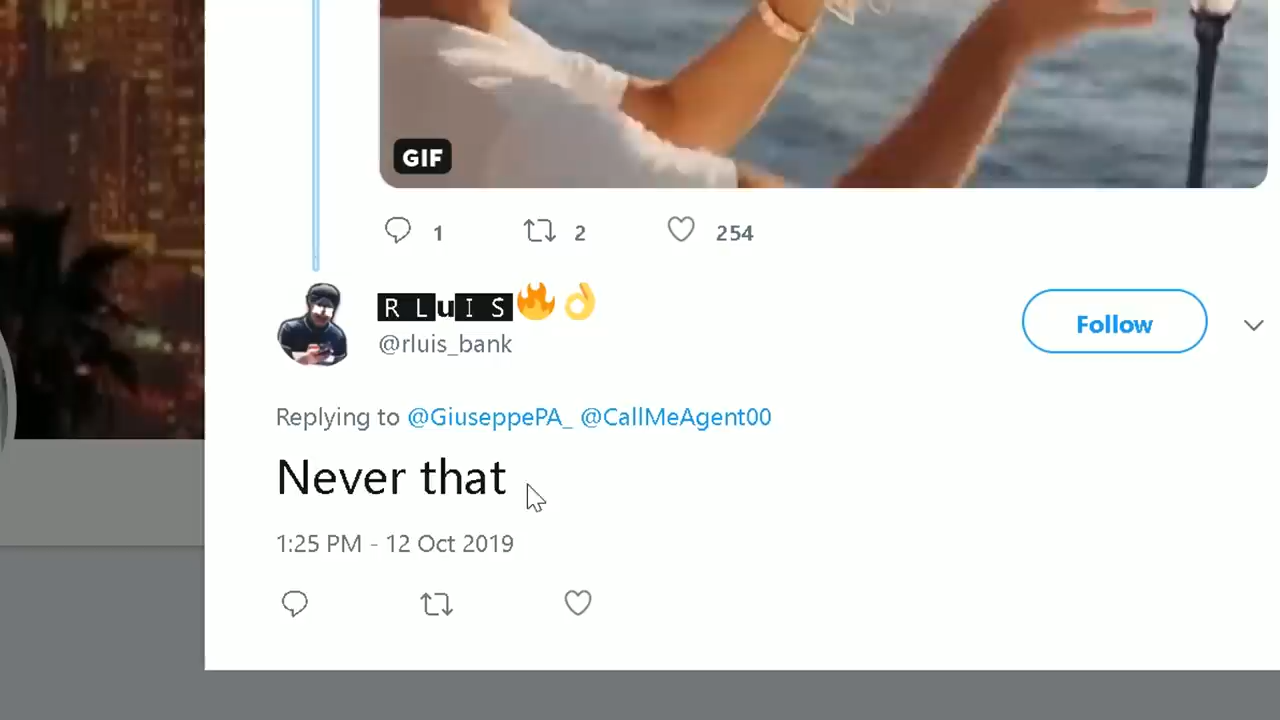 GIF
1 2 254
🆁 🅻u🅸 🆂🔥👌
@rluis_bank
Follow
Replying to @GiuseppePA_ @CallMeAgent00
Never that
1:25 PM - 12 Oct 2019